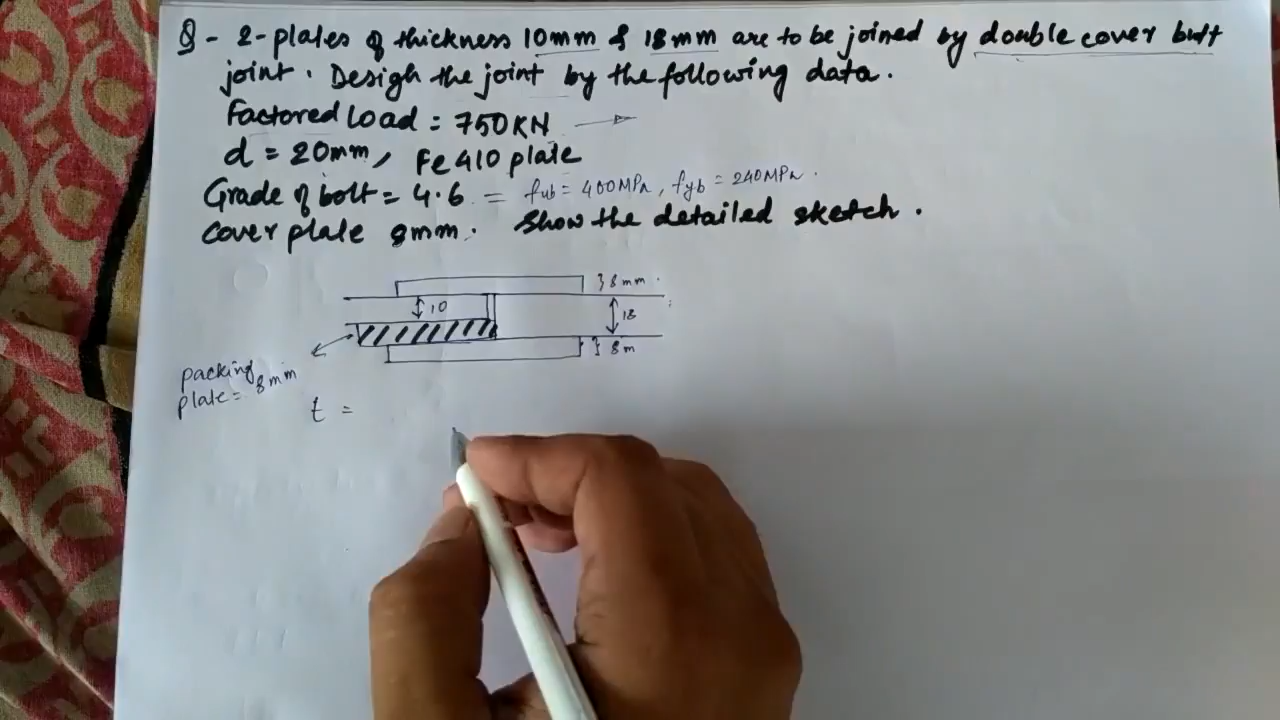 Q - 2-plates of thickness 10mm & 18mm are to be joined by double cover butt
joint. Design the joint by the following data.
Factored Load = 750KN
d = 20mm, Fe410 plate
Grade of bolt = 4.6 = fub = 400MPa, fyb = 240MPa.
Cover plate 8mm. Show the detailed sketch.
8mm.
10
18
8m
packing
plate = 8mm
t =